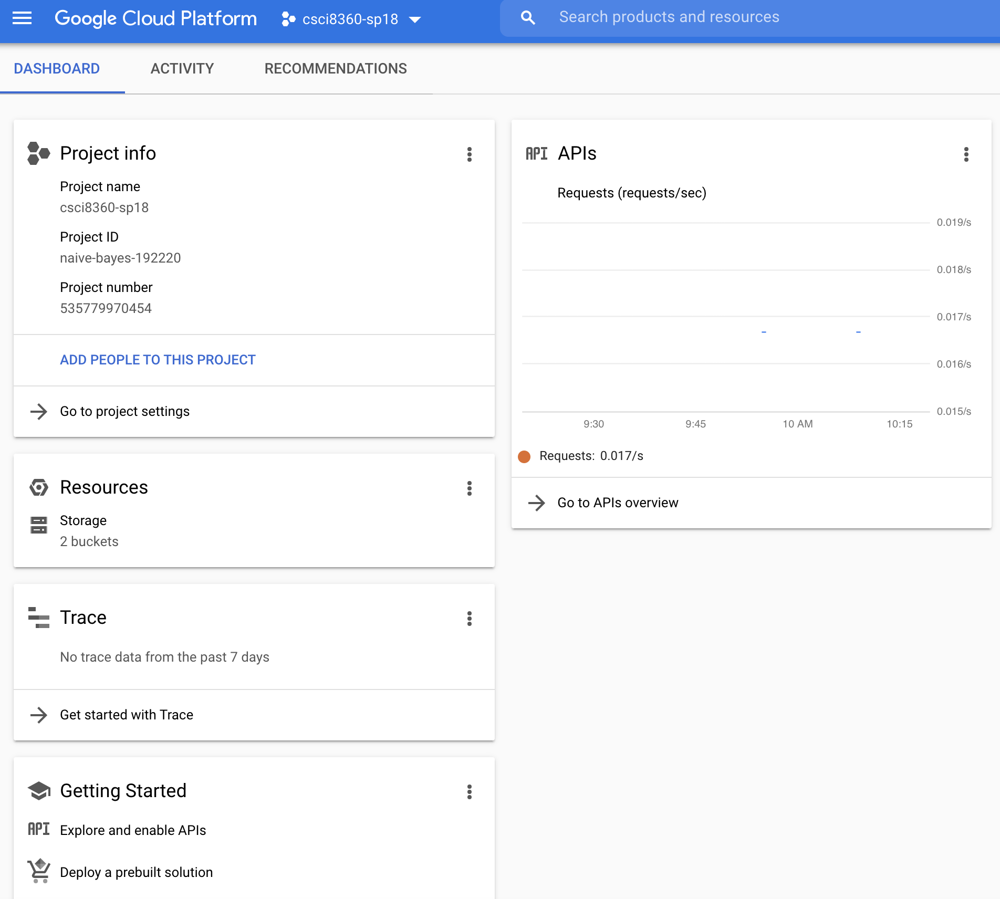 Google Cloud Platform
csci8360-sp18
Search products and resources
DASHBOARD
ACTIVITY
RECOMMENDATIONS
Project info
Project name
csci8360-sp18
Project ID
naive-bayes-192220
Project number
535779970454
ADD PEOPLE TO THIS PROJECT
Go to project settings
Resources
Storage
2 buckets
Trace
No trace data from the past 7 days
Get started with Trace
Getting Started
API Explore and enable APIs
Deploy a prebuilt solution
API APIs
Requests (requests/sec)
0.019/s
0.018/s
0.017/s
0.016/s
0.015/s
9:30 9:45 10 AM 10:15
Requests: 0.017/s
Go to APIs overview